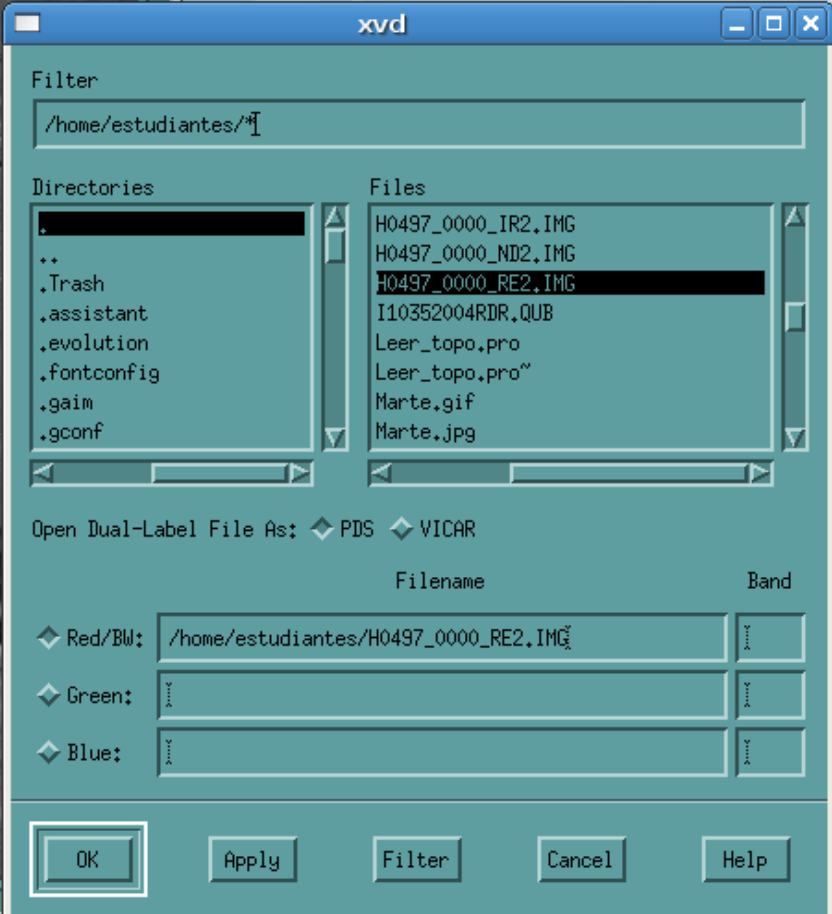 xvd
Filter
/home/estudiantes/*
Directories
.
..
.Trash
.assistant
.evolution
.fontconfig
.gaim
.gconf
Files
H0497_0000_IR2.IMG
H0497_0000_ND2.IMG
H0497_0000_RE2.IMG
I10352004RDR.QUB
Leer_topo.pro
Leer_topo.pro~
Marte.gif
Marte.jpg
Open Dual-Label File As: PDS VICAR
Filename Band
Red/BW: /home/estudiantes/H0497_0000_RE2.IMG
Green:
Blue:
OK Apply Filter Cancel Help